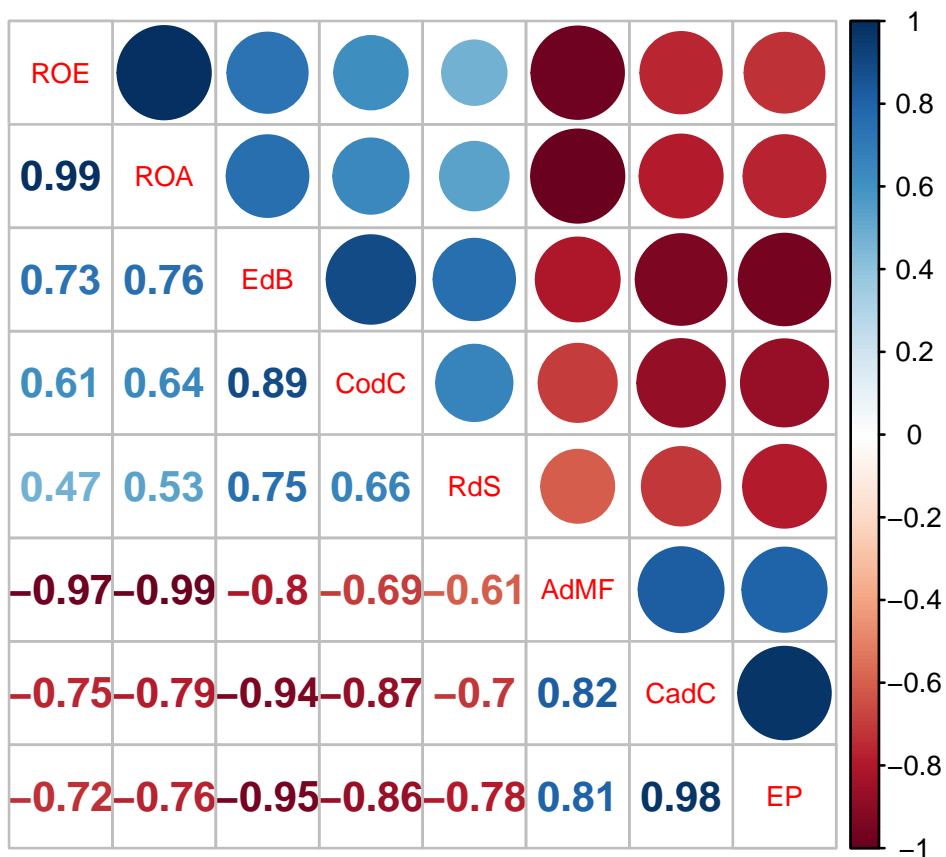 ROE
0.99 ROA
0.73 0.76 EdB
0.61 0.64 0.89 CodC
0.47 0.53 0.75 0.66 RdS
−0.97 −0.99 −0.8 −0.69 −0.61 AdMF
−0.75 −0.79 −0.94 −0.87 −0.7 0.82 CadC
−0.72 −0.76 −0.95 −0.86 −0.78 0.81 0.98 EP
1
0.8
0.6
0.4
0.2
0
−0.2
−0.4
−0.6
−0.8
−1